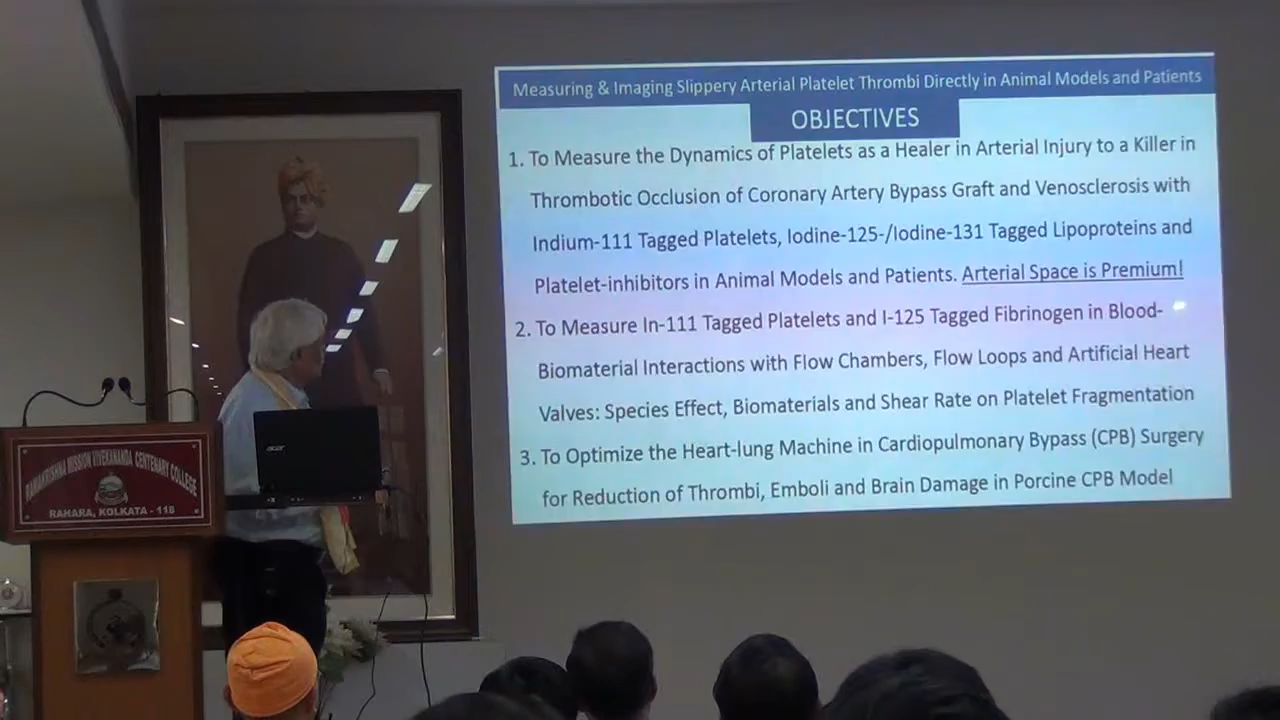 Measuring & Imaging Slippery Arterial Platelet Thrombi Directly in Animal Models and Patients
OBJECTIVES
1. To Measure the Dynamics of Platelets as a Healer in Arterial Injury to a Killer in
Thrombotic Occlusion of Coronary Artery Bypass Graft and Venosclerosis with
Indium-111 Tagged Platelets, Iodine-125-/Iodine-131 Tagged Lipoproteins and
Platelet-inhibitors in Animal Models and Patients. Arterial Space is Premium!
2. To Measure In-111 Tagged Platelets and I-125 Tagged Fibrinogen in Blood-
Biomaterial Interactions with Flow Chambers, Flow Loops and Artificial Heart
Valves: Species Effect, Biomaterials and Shear Rate on Platelet Fragmentation
3. To Optimize the Heart-lung Machine in Cardiopulmonary Bypass (CPB) Surgery
for Reduction of Thrombi, Emboli and Brain Damage in Porcine CPB Model
acer
RAMAKRISHNA MISSION VIVEKANANDA CENTENARY COLLEGE
RAHARA, KOLKATA - 118